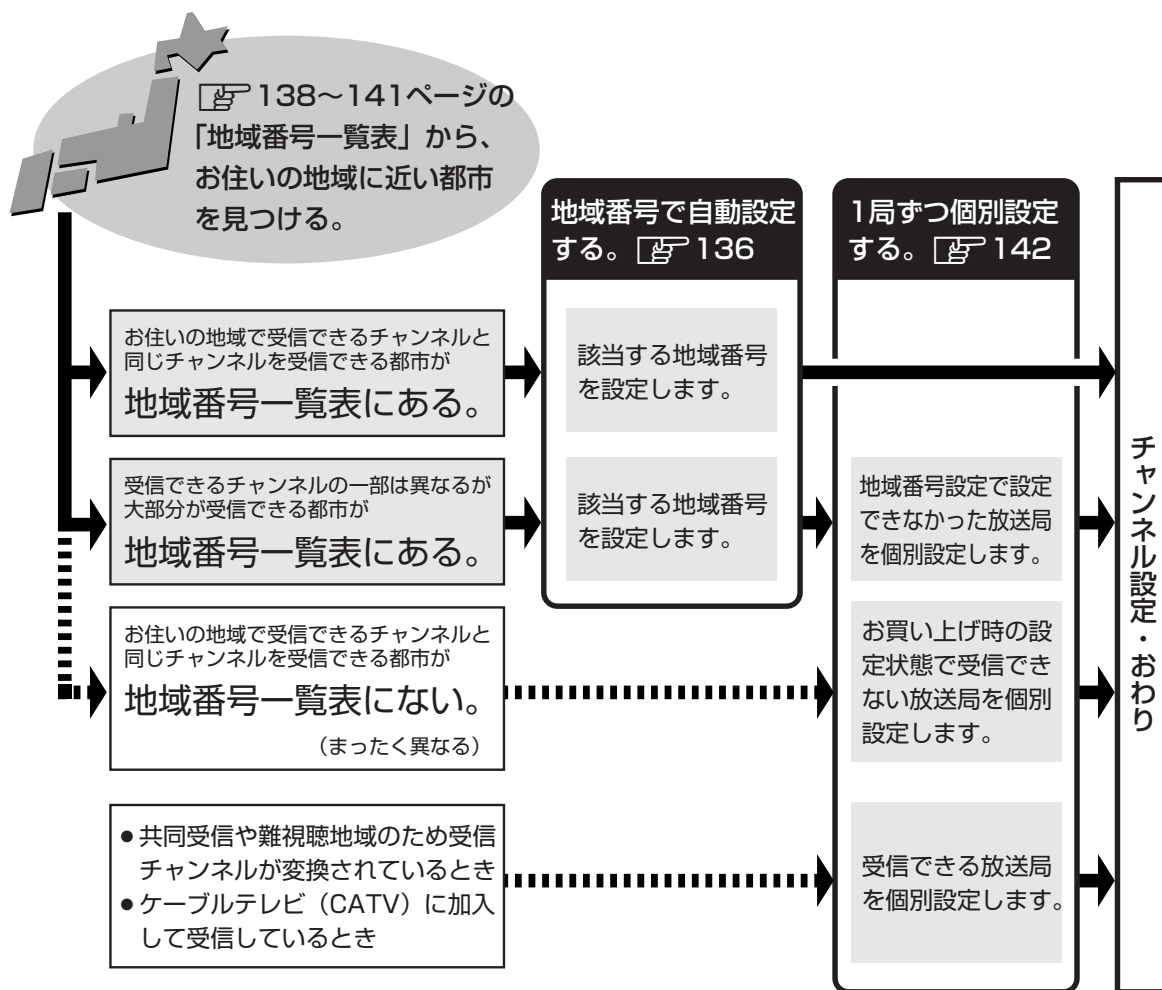 138〜141ページの
「地域番号一覧表」から、
お住いの地域に近い都市
を見つける。
地域番号で自動設定
する。 136
1局ずつ個別設定
する。 142
お住いの地域で受信できるチャンネルと
同じチャンネルを受信できる都市が
地域番号一覧表にある。
該当する地域番号
を設定します。
受信できるチャンネルの一部は異なるが
大部分が受信できる都市が
地域番号一覧表にある。
該当する地域番号
を設定します。
地域番号設定で設定
できなかった放送局
を個別設定します。
お住いの地域で受信できるチャンネルと
同じチャンネルを受信できる都市が
地域番号一覧表にない。
（まったく異なる）
お買い上げ時の設
定状態で受信でき
ない放送局を個別
設定します。
●共同受信や難視聴地域のため受信
チャンネルが変換されているとき
●ケーブルテレビ（CATV）に加入
して受信しているとき
受信できる放送局
を個別設定します。
チャンネル設定・おわり